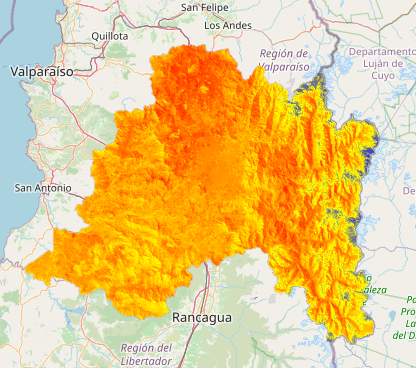 San Felipe
Los Andes
Quillota
Región de
Valparaíso
Departamento
Luján de
Cuyo
Valparaíso
San Antonio
Rancagua
Región del
Libertador
del D